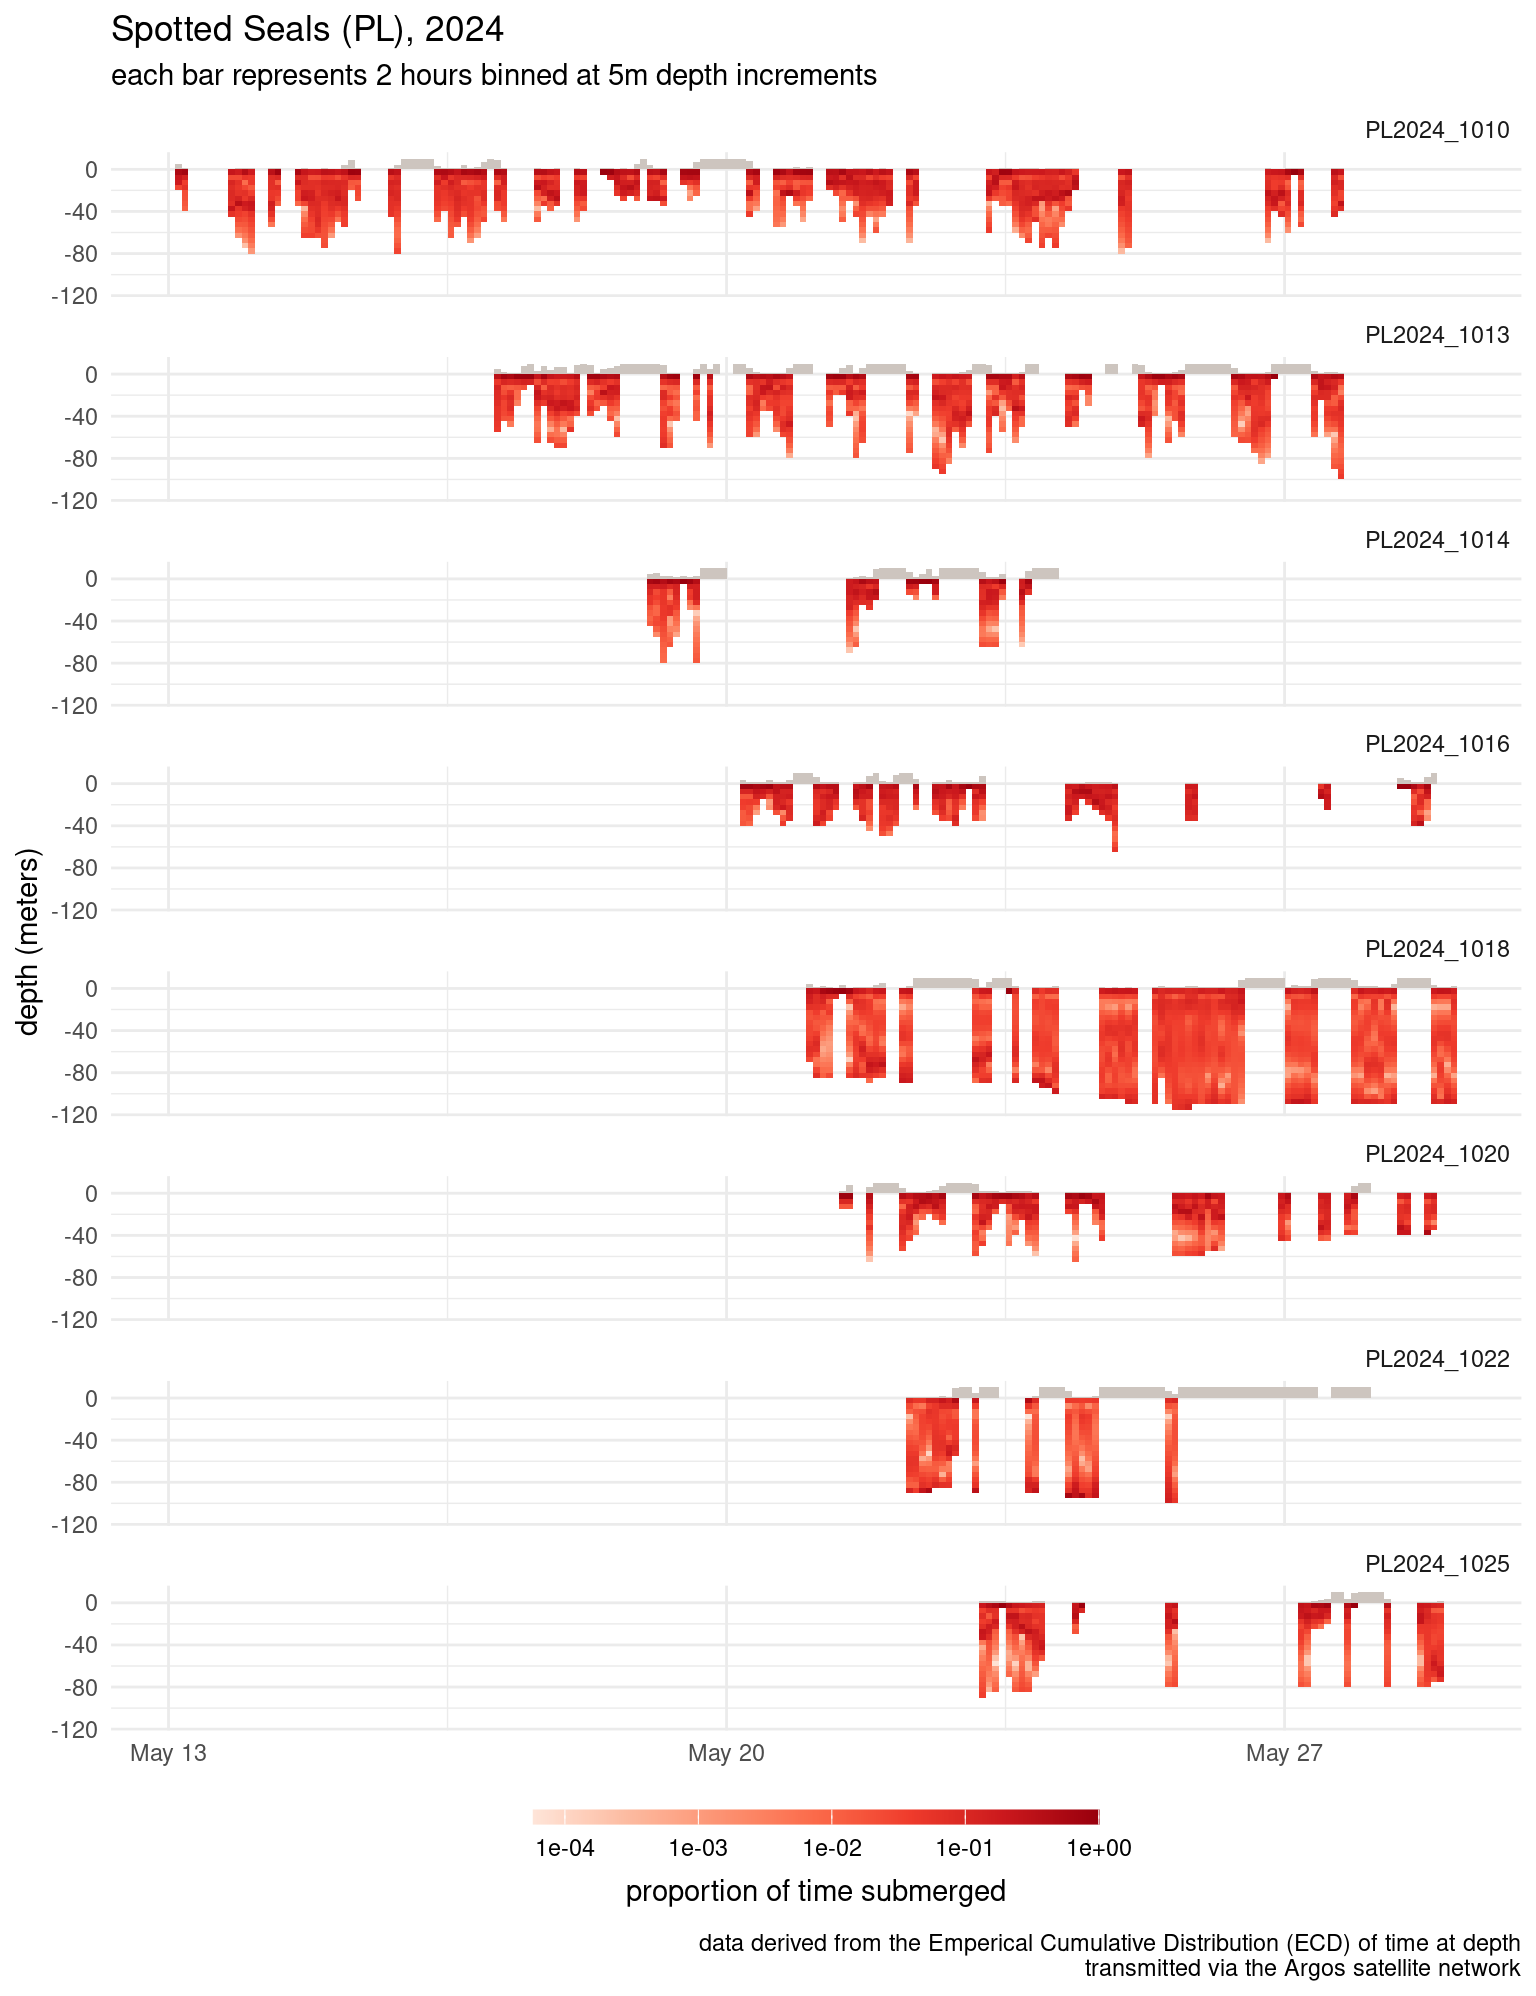 Spotted Seals (PL), 2024
each bar represents 2 hours binned at 5m depth increments
PL2024_1010
0
-40
-80
-120
PL2024_1013
0
-40
-80
-120
PL2024_1014
0
-40
-80
-120
PL2024_1016
0
-40
-80
-120
PL2024_1018
0
-40
-80
-120
PL2024_1020
0
-40
-80
-120
PL2024_1022
0
-40
-80
-120
PL2024_1025
0
-40
-80
-120
depth (meters)
May 13
May 20
May 27
1e-04
1e-03
1e-02
1e-01
1e+00
proportion of time submerged
data derived from the Emperical Cumulative Distribution (ECD) of time at depth
transmitted via the Argos satellite network